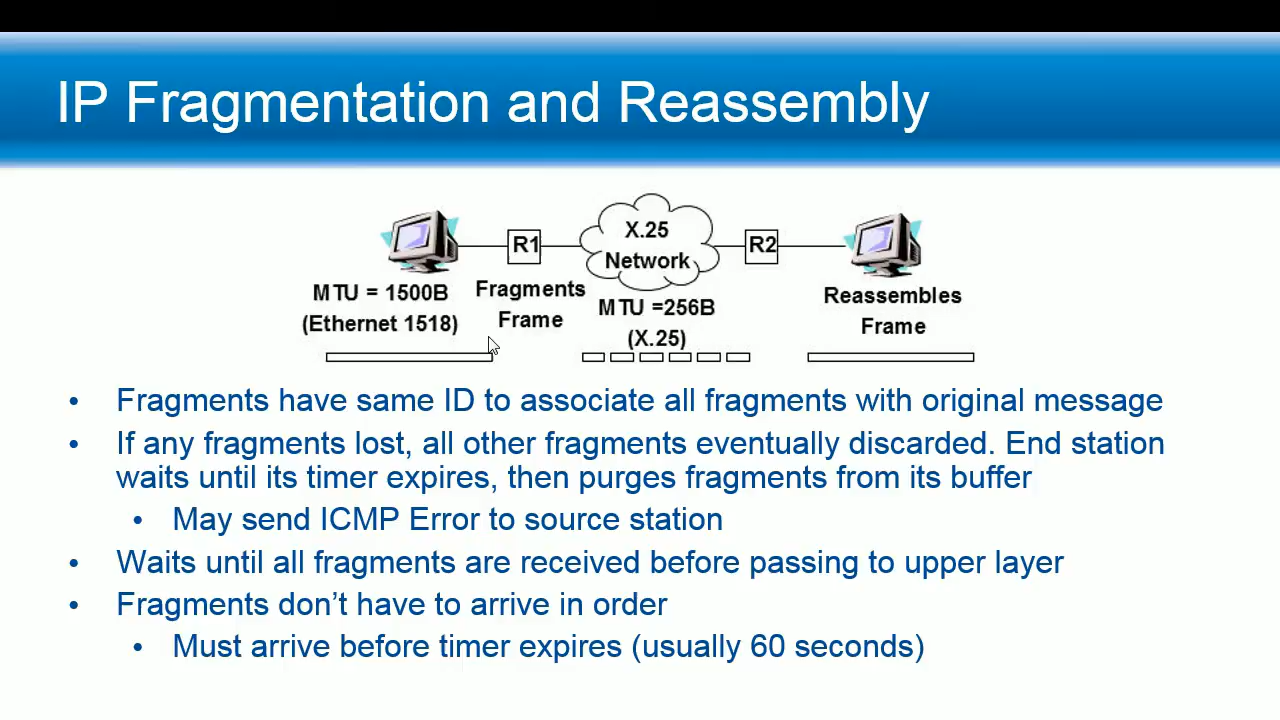 IP Fragmentation and Reassembly
R1
X.25
Network
R2
MTU = 1500B
(Ethernet 1518)
Fragments
Frame
MTU =256B
(X.25)
Reassembles
Frame
• Fragments have same ID to associate all fragments with original message
• If any fragments lost, all other fragments eventually discarded. End station
waits until its timer expires, then purges fragments from its buffer
• May send ICMP Error to source station
• Waits until all fragments are received before passing to upper layer
• Fragments don’t have to arrive in order
• Must arrive before timer expires (usually 60 seconds)